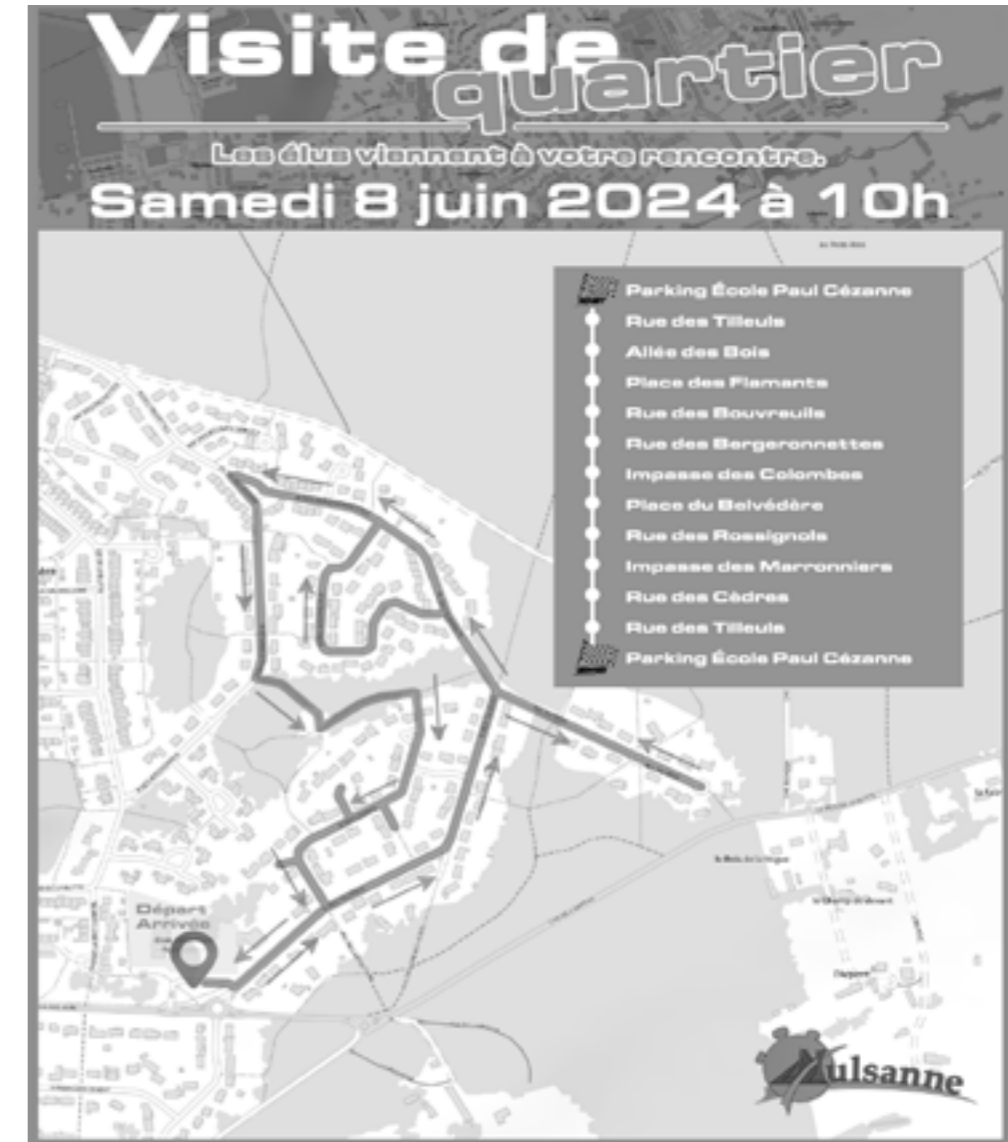 Visite de
quartier
Les élus viennent à votre rencontre.
Samedi 8 juin 2024 à 10h
Parking École Paul Cézanne
Rue des Tilleuls
Allée des Bois
Place des Flamants
Rue des Bouvreuils
Rue des Bergeronnettes
Impasse des Colombes
Place du Belvédère
Rue des Rossignols
Impasse des Marronniers
Rue des Cèdres
Rue des Tilleuls
Parking École Paul Cézanne
Départ
Arrivée
Mulsanne